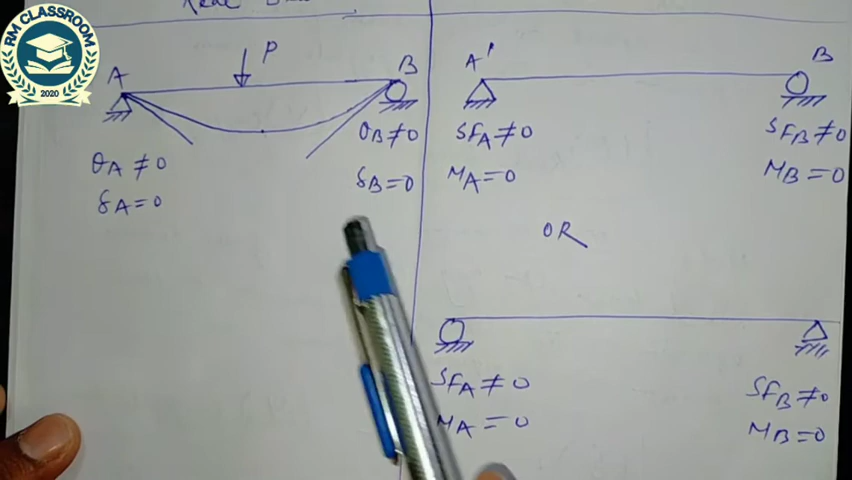 RM CLASSROOM
2020
P
A
B
θA ≠ 0
δA = 0
θB ≠ 0
δB = 0
A'
B
SFA ≠ 0
MA = 0
SFB ≠ 0
MB = 0
OR
SFA ≠ 0
MA = 0
SFB ≠ 0
MB = 0